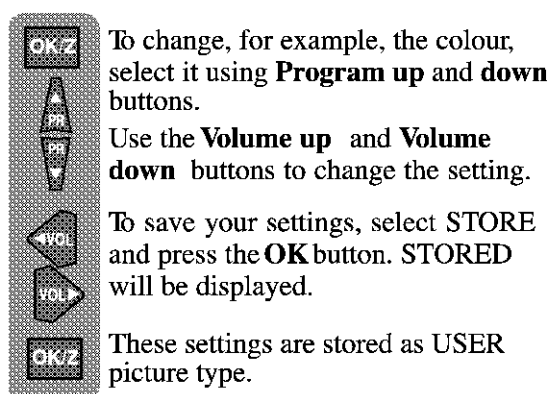 OK/Z
To change, for example, the colour,
select it using Program up and down
buttons.
PR
PR
Use the Volume up and Volume
down buttons to change the setting.
VOL
To save your settings, select STORE
and press the OK button. STORED
will be displayed.
VOL
OK/Z
These settings are stored as USER
picture type.